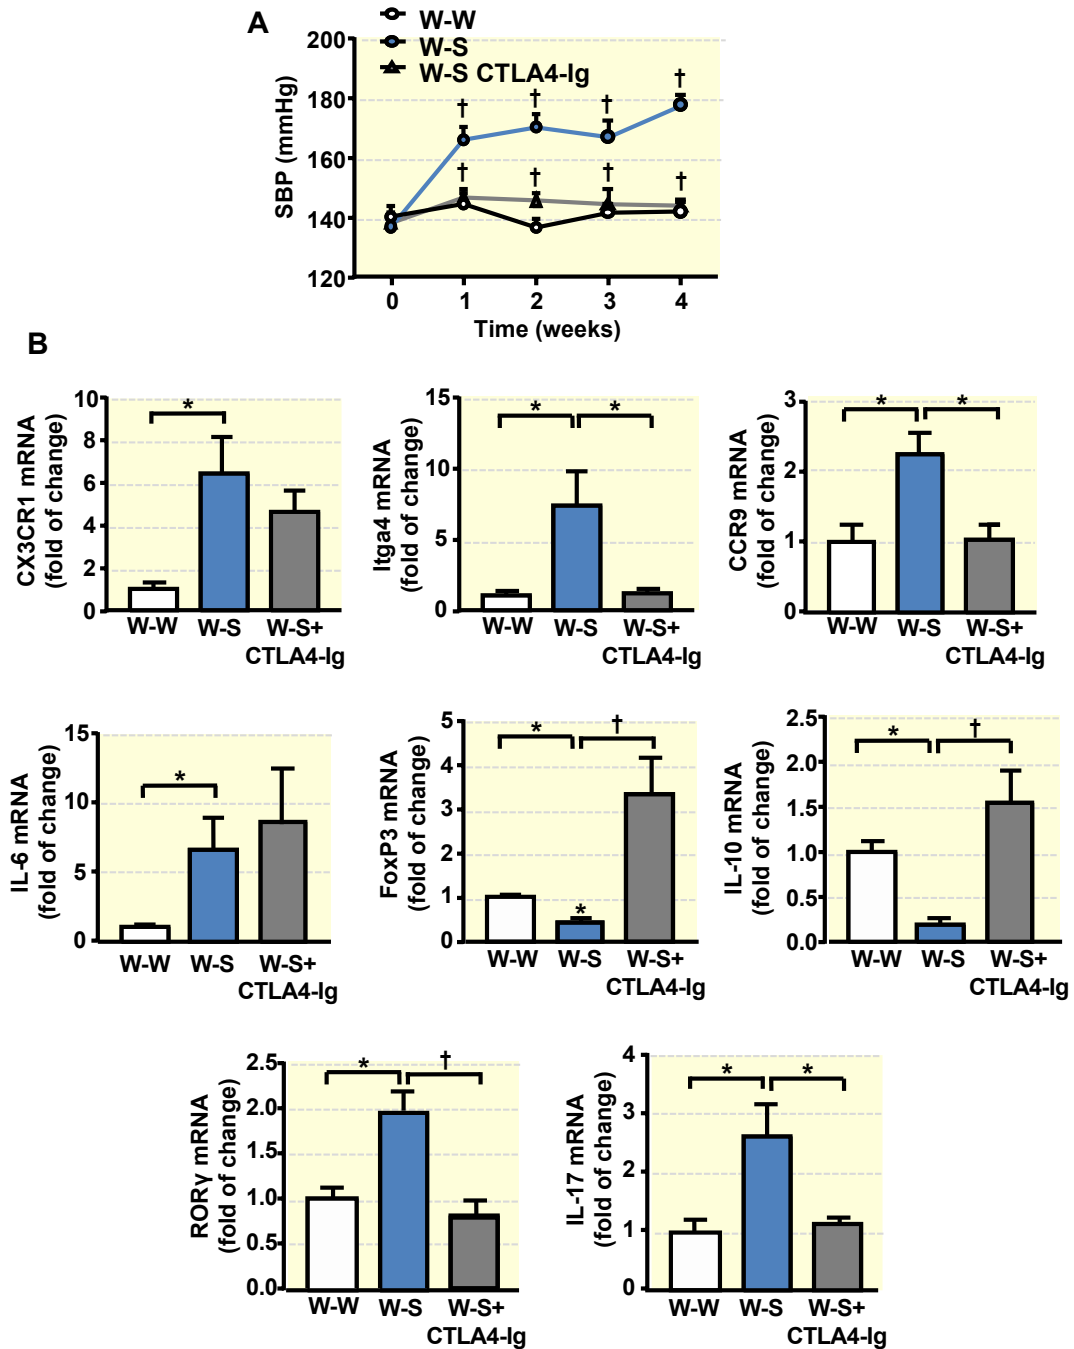 A
W-W
W-S
W-S CTLA4-Ig
SBP (mmHg)
200
180
160
140
120
† † † †
† † † †
0 1 2 3 4
Time (weeks)
B
CX3CR1 mRNA
(fold of change)
10
8
6
4
2
0
*
W-W W-S W-S+
CTLA4-Ig
Itga4 mRNA
(fold of change)
15
10
5
0
* *
W-W W-S W-S+
CTLA4-Ig
CCR9 mRNA
(fold of change)
3
2
1
0
* *
W-W W-S W-S+
CTLA4-Ig
IL-6 mRNA
(fold of change)
15
10
5
0
*
W-W W-S W-S+
CTLA4-Ig
FoxP3 mRNA
(fold of change)
5
4
3
2
1
0
* †
*
W-W W-S W-S+
CTLA4-Ig
IL-10 mRNA
(fold of change)
2.5
2.0
1.5
1.0
0.5
0.0
* †
W-W W-S W-S+
CTLA4-Ig
RORγ mRNA
(fold of change)
2.5
2.0
1.5
1.0
0.5
0.0
* †
W-W W-S W-S+
CTLA4-Ig
IL-17 mRNA
(fold of change)
4
3
2
1
0
* *
W-W W-S W-S+
CTLA4-Ig